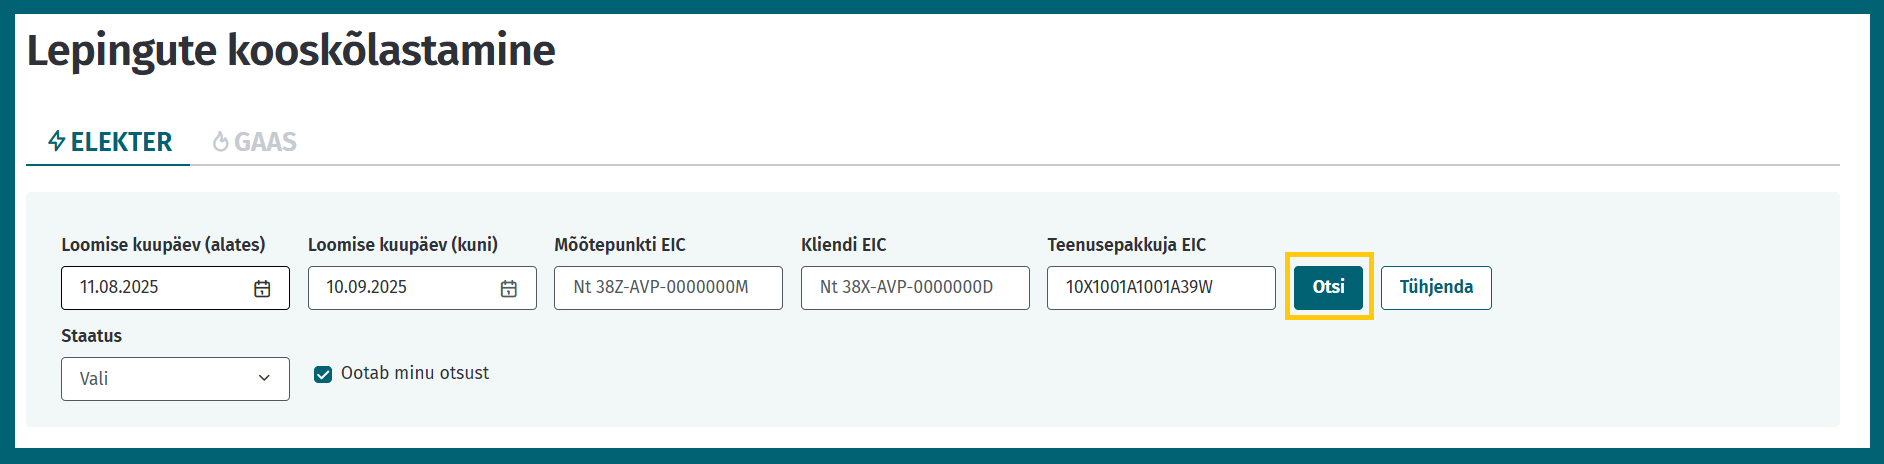 Lepingute kooskõlastamine
ELEKTER GAAS
Loomise kuupäev (alates) Loomise kuupäev (kuni) Mõõtepunkti EIC Kliendi EIC Teenusepakkuja EIC
11.08.2025 10.09.2025 Nt 38Z-AVP-0000000M Nt 38X-AVP-0000000D 10X1001A1001A39W Otsi Tühjenda
Staatus
Vali Ootab minu otsust